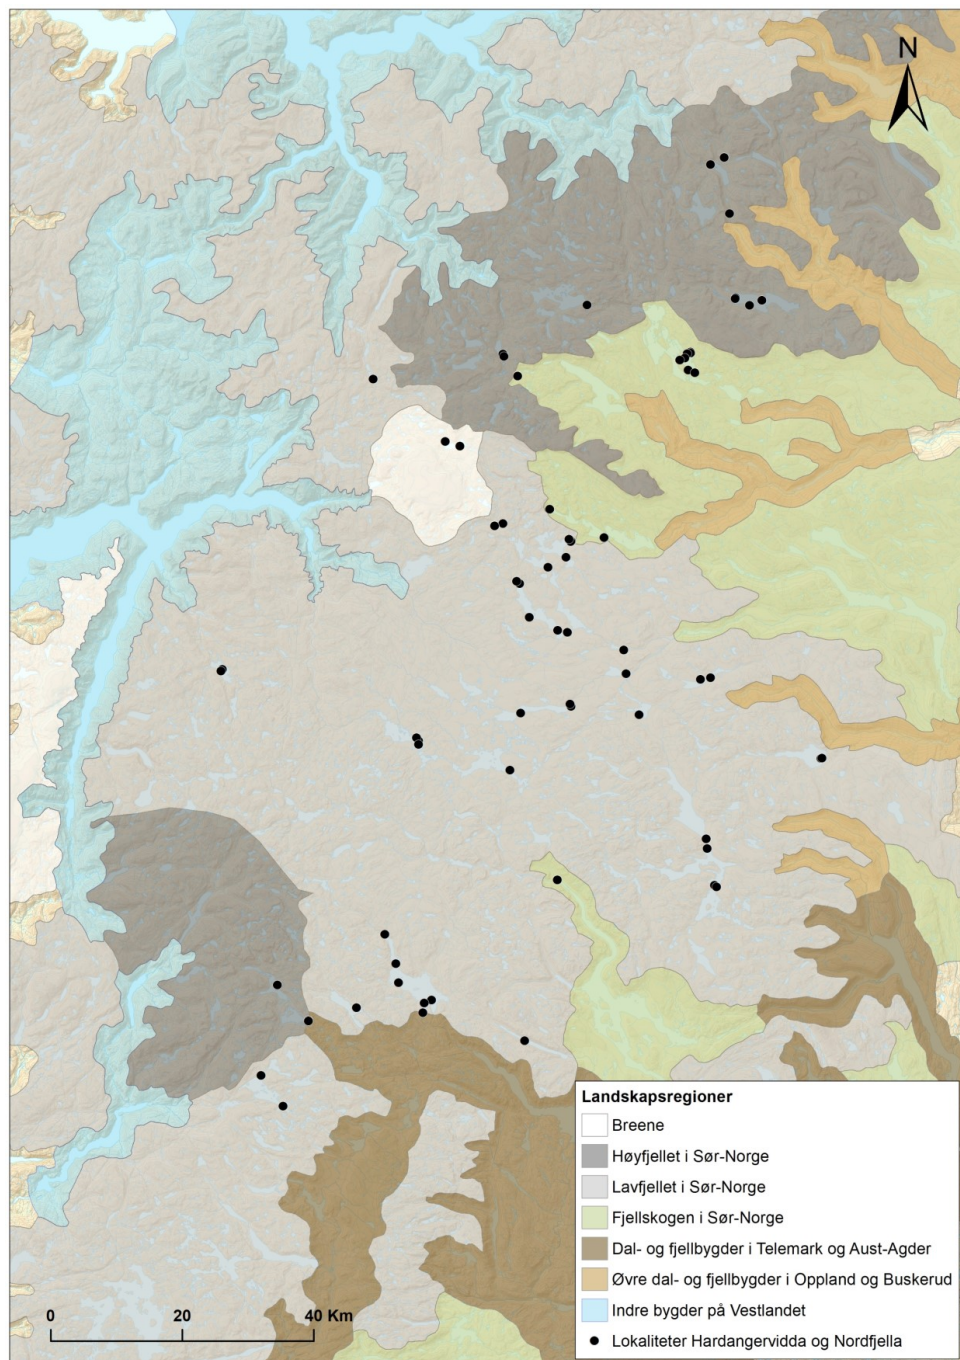 N
Landskapsregioner
Breene
Høyfjellet i Sør-Norge
Lavfjellet i Sør-Norge
Fjellskogen i Sør-Norge
Dal- og fjellbygder i Telemark og Aust-Agder
Øvre dal- og fjellbygder i Oppland og Buskerud
Indre bygder på Vestlandet
Lokaliteter Hardangervidda og Nordfjella
0 20 40 Km